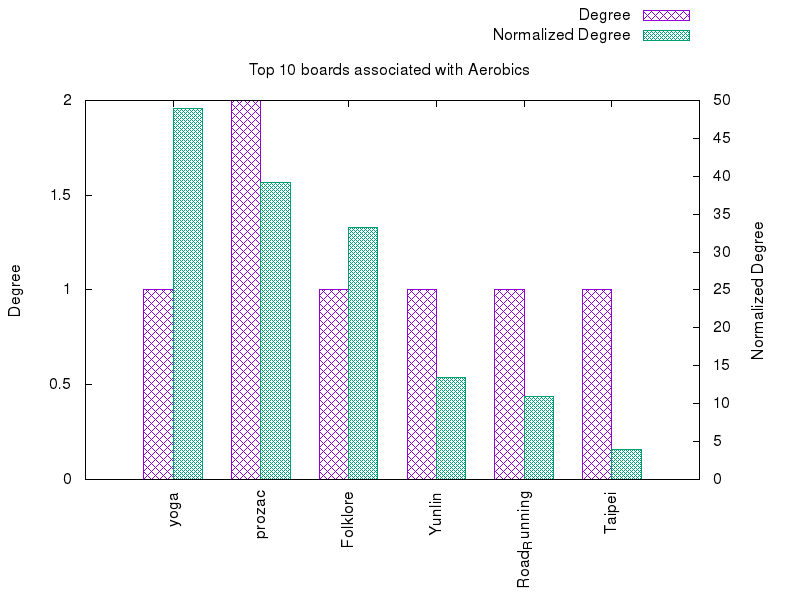 Degree
Normalized Degree
Top 10 boards associated with Aerobics
2
1.5
1
0.5
0
Degree
50
45
40
35
30
25
20
15
10
5
0
Normalized Degree
yoga
prozac
Folklore
Yunlin
RoadRunning
Taipei